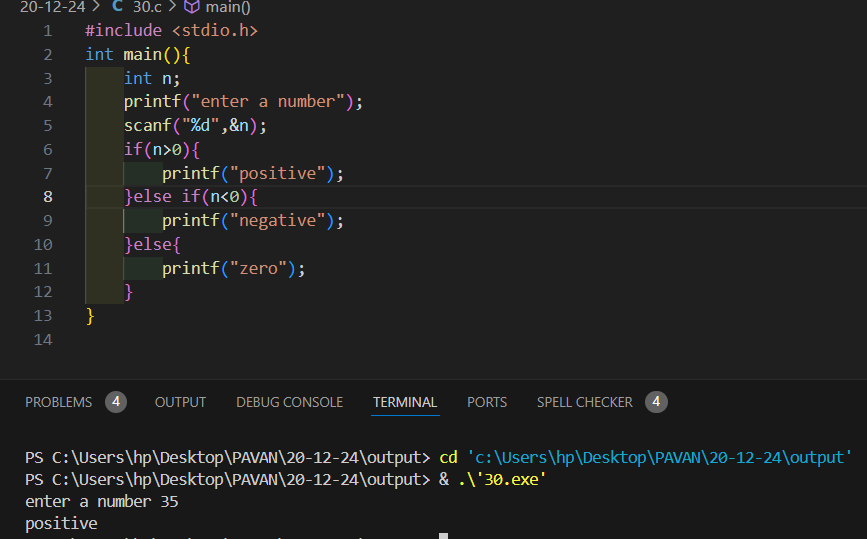 20-12-24 > C 30.c > main()
1 #include <stdio.h>
2 int main(){
3 int n;
4 printf("enter a number");
5 scanf("%d",&n);
6 if(n>0){
7 printf("positive");
8 }else if(n<0){
9 printf("negative");
10 }else{
11 printf("zero");
12 }
13 }
14
PROBLEMS 4 OUTPUT DEBUG CONSOLE TERMINAL PORTS SPELL CHECKER 4
PS C:\Users\hp\Desktop\PAVAN\20-12-24\output> cd 'c:\Users\hp\Desktop\PAVAN\20-12-24\output'
PS C:\Users\hp\Desktop\PAVAN\20-12-24\output> & .\'30.exe'
enter a number 35
positive